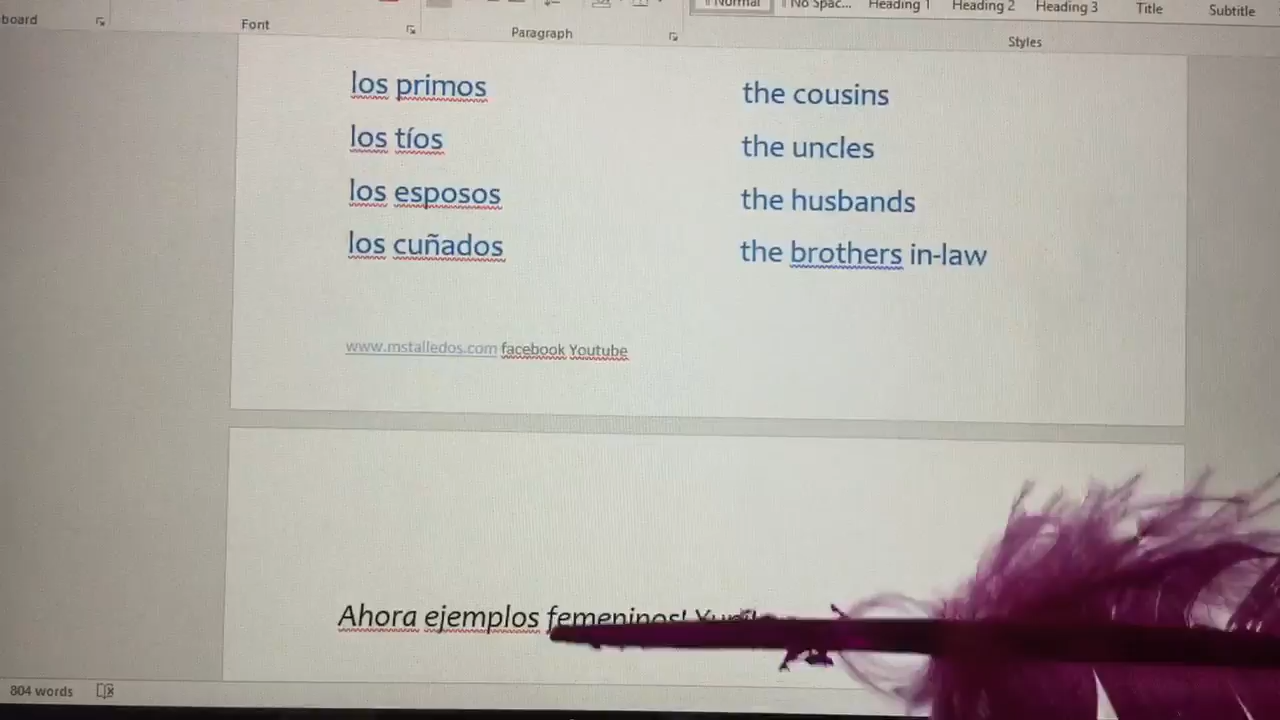 board Font Paragraph Styles
Normal No Spac... Heading 1 Heading 2 Heading 3 Title Subtitle
los primos the cousins
los tíos the uncles
los esposos the husbands
los cuñados the brothers in-law
www.mstalledos.com facebook Youtube
Ahora ejemplos femeninos!
804 words